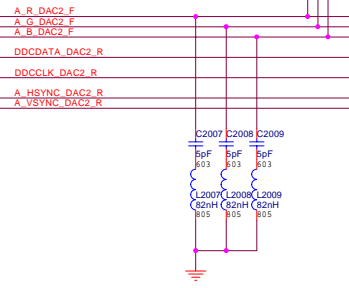 A_R_DAC2_F
A_G_DAC2_F
A_B_DAC2_F
DDCDATA_DAC2_R
DDCCLK_DAC2_R
A_HSYNC_DAC2_R
A_VSYNC_DAC2_R
C2007 C2008 C2009
5pF 5pF 5pF
603 603 603
L2007 L2008 L2009
82nH 82nH 82nH
805 805 805